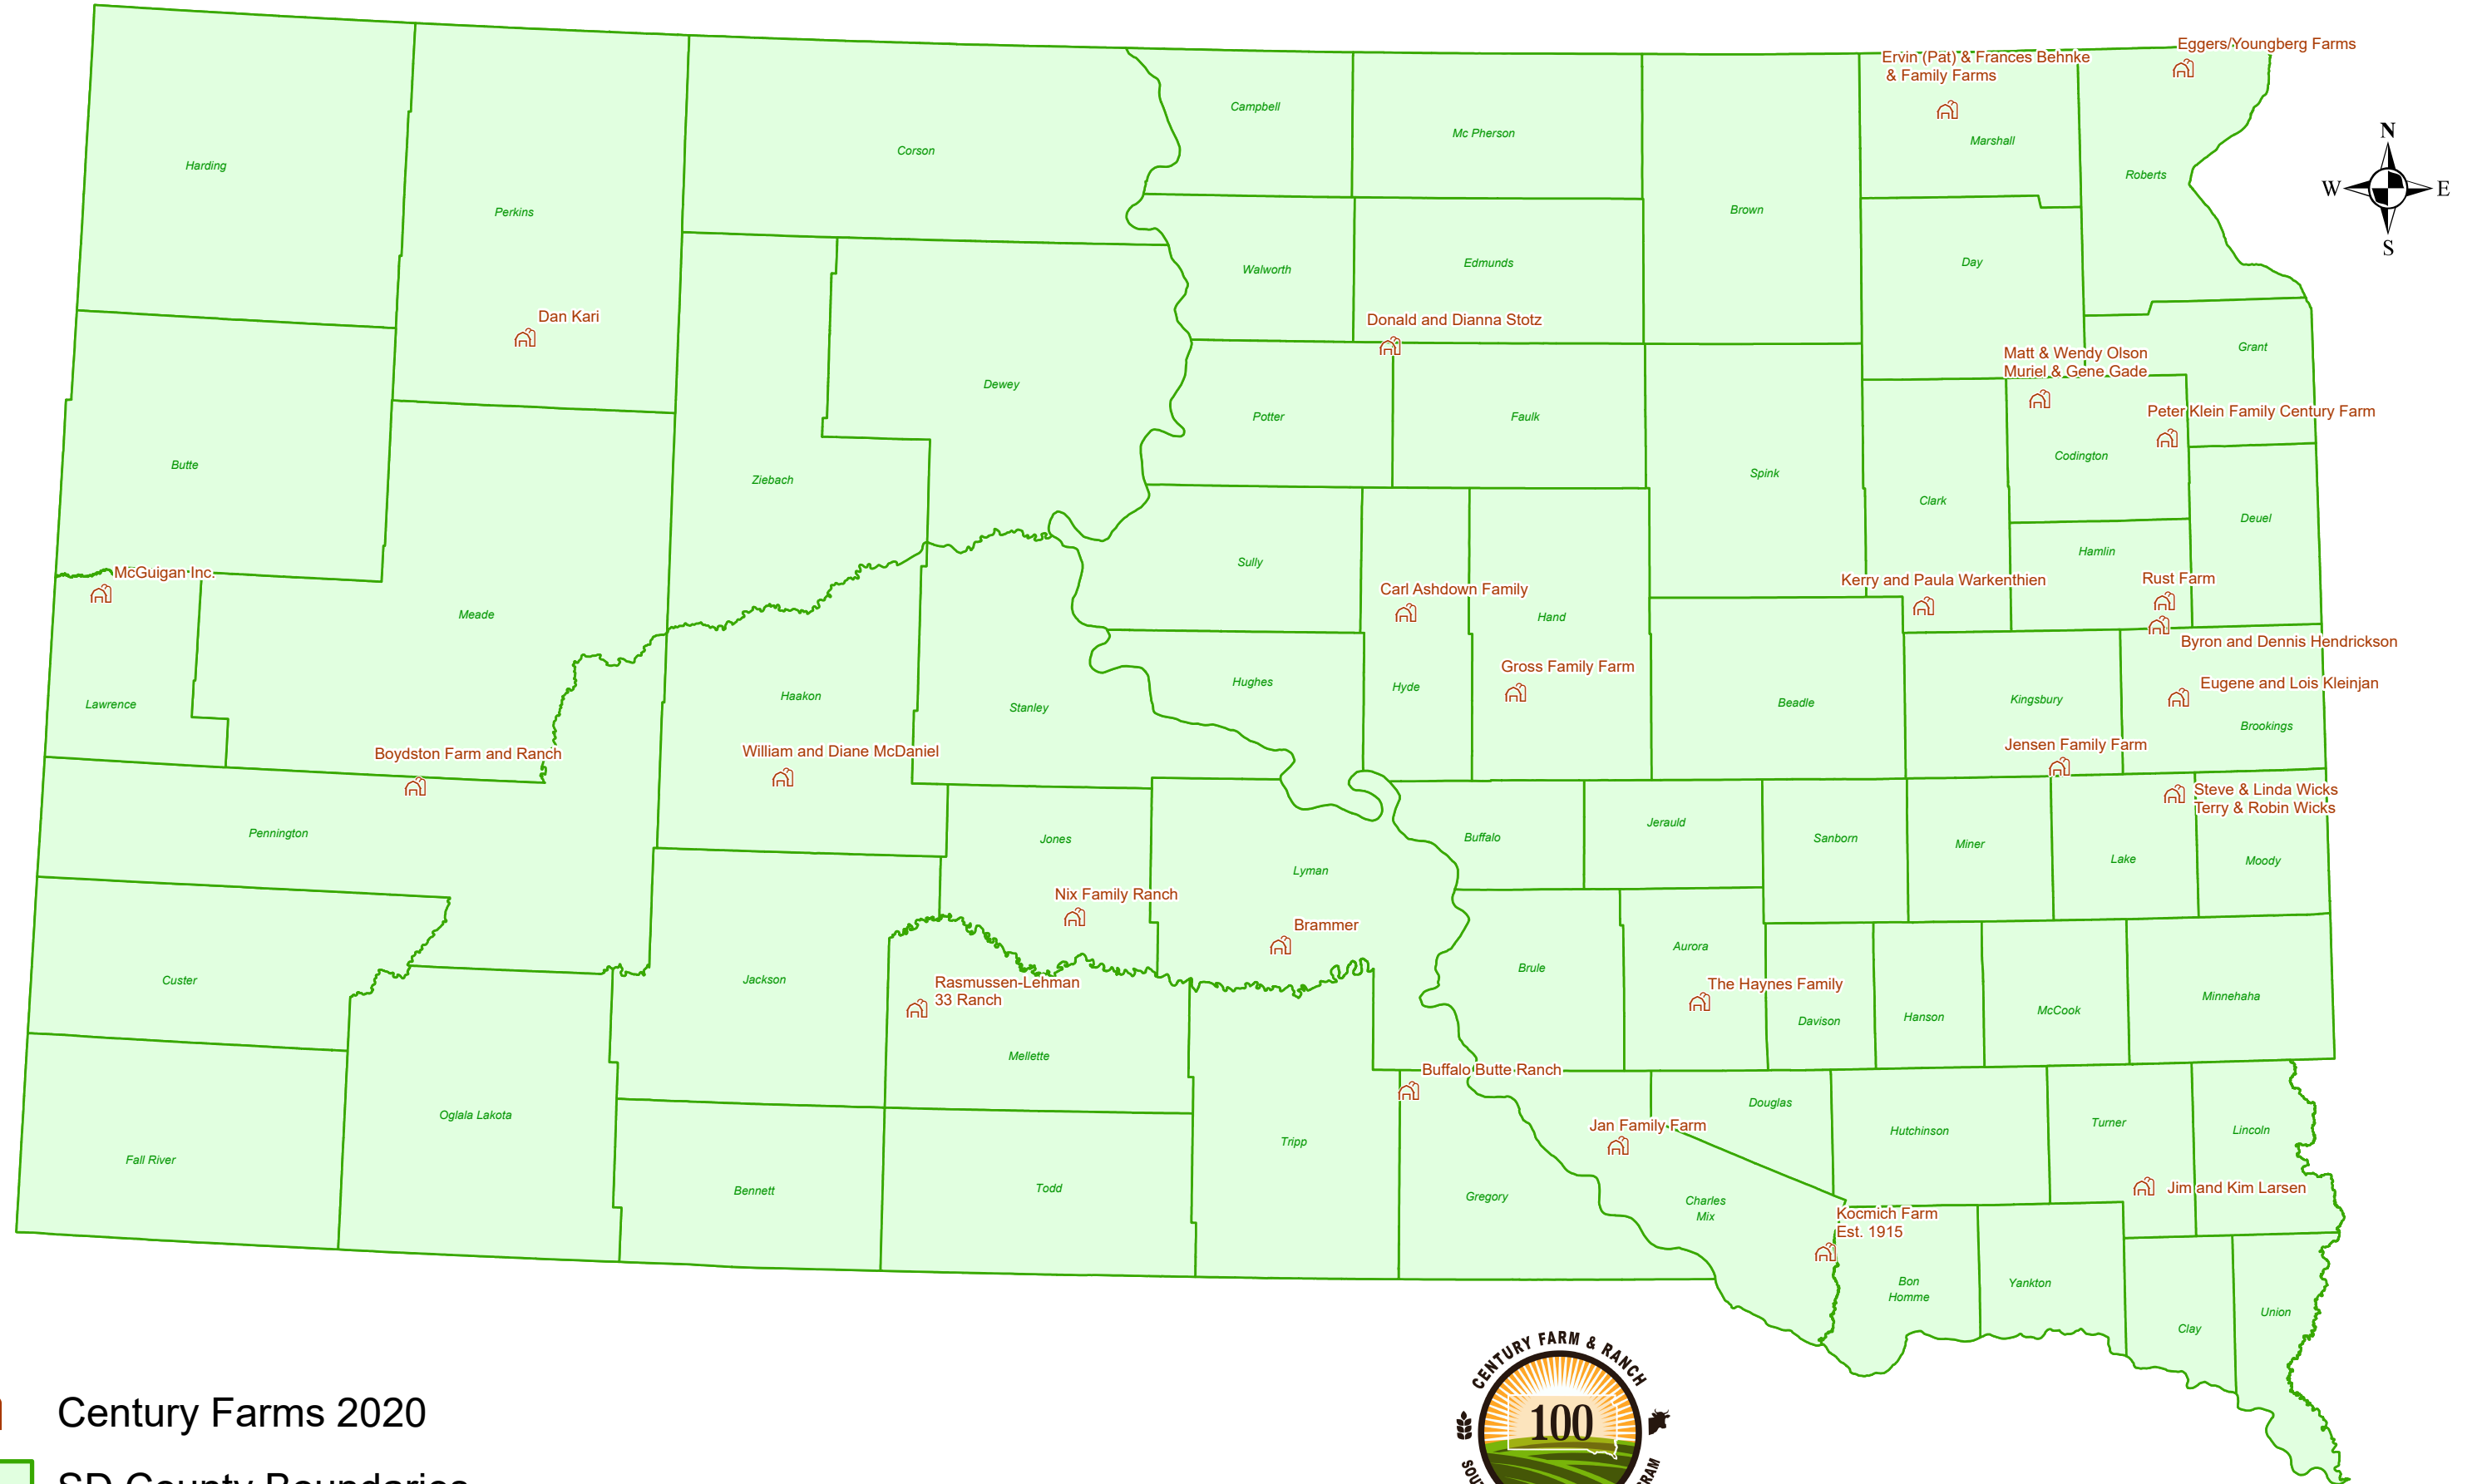 Eggers/Youngberg Farms
Ervin (Pat) & Frances Behnke
& Family Farms
Campbell
Mc Pherson
Marshall
N
W
E
S
Harding
Corson
Roberts
Perkins
Brown
Walworth
Edmunds
Day
Dan Kari
Donald and Dianna Stotz
Grant
Matt & Wendy Olson
Muriel & Gene Gade
Dewey
Peter Klein Family Century Farm
Potter
Faulk
Butte
Codington
Ziebach
Spink
Clark
Deuel
Hamlin
Sully
McGuigan Inc.
Kerry and Paula Warkenthien
Rust Farm
Carl Ashdown Family
Meade
Hand
Byron and Dennis Hendrickson
Gross Family Farm
Hughes
Hyde
Eugene and Lois Kleinjan
Haakon
Kingsbury
Lawrence
Stanley
Beadle
Brookings
Jensen Family Farm
William and Diane McDaniel
Boydston Farm and Ranch
Steve & Linda Wicks
Terry & Robin Wicks
Jerauld
Pennington
Jones
Buffalo
Sanborn
Miner
Lake
Moody
Lyman
Nix Family Ranch
Brammer
Aurora
Brule
Custer
Jackson
Rasmussen-Lehman
33 Ranch
The Haynes Family
Minnehaha
McCook
Hanson
Davison
Mellette
Buffalo Butte Ranch
Douglas
Oglala Lakota
Jan Family Farm
Turner
Hutchinson
Lincoln
Tripp
Fall River
Bennett
Todd
Jim and Kim Larsen
Gregory
Charles
Mix
Kocmich Farm
Est. 1915
Bon
Homme
Yankton
Union
Clay
CENTURY FARM & RANCH
100
Century Farms 2020
SD County Boundaries